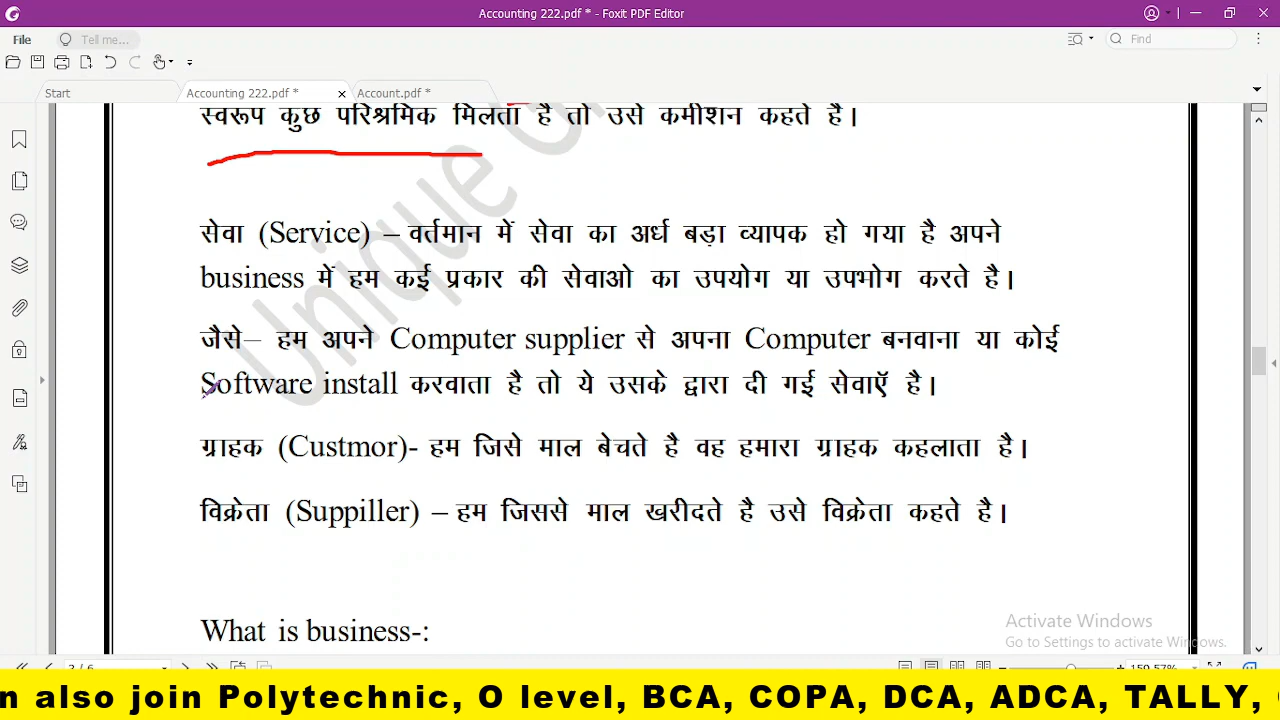 Accounting 222.pdf * - Foxit PDF Editor
File
Tell me...
Find
Start
Accounting 222.pdf *
Account.pdf *
स्वरूप कुछ परिश्रमिक मिलता है तो उसे कमीशन कहते है।
सेवा (Service) – वर्तमान में सेवा का अर्ध बड़ा व्यापक हो गया है अपने
business में हम कई प्रकार की सेवाओ का उपयोग या उपभोग करते है।
जैसे– हम अपने Computer supplier से अपना Computer बनवाना या कोई
Software install करवाता है तो ये उसके द्वारा दी गई सेवाएॅ है।
ग्राहक (Custmor)- हम जिसे माल बेचते है वह हमारा ग्राहक कहलाता है।
विक्रेता (Suppiller) – हम जिससे माल खरीदते है उसे विक्रेता कहते है।
What is business-:
Unique
Activate Windows
Go to Settings to activate Windows.
159.57%
n also join Polytechnic, O level, BCA, COPA, DCA, ADCA, TALLY,